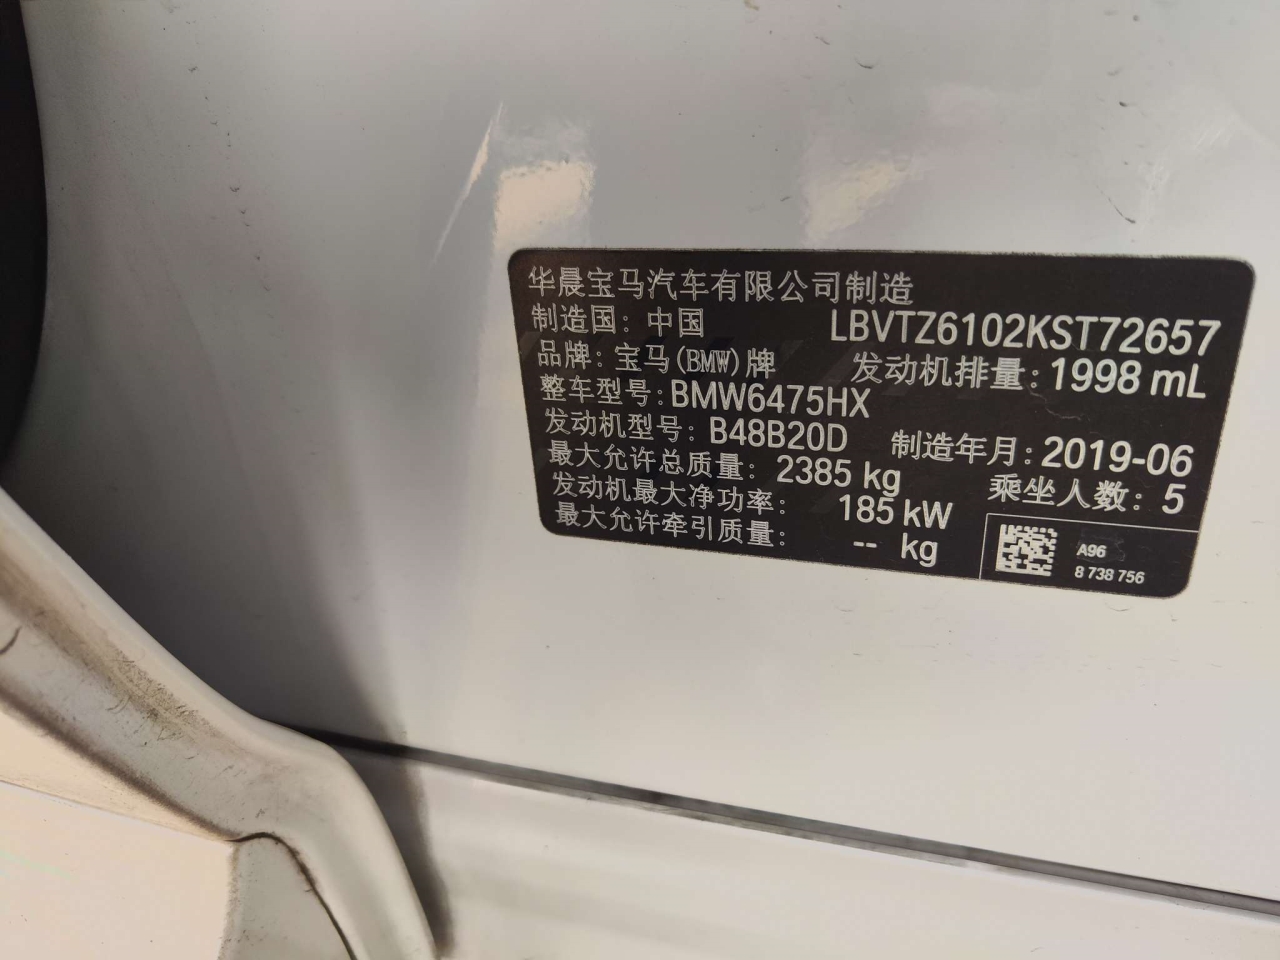 华晨宝马汽车有限公司制造
制造国：中国 LBVTZ6102KST72657
品牌：宝马(BMW)牌 发动机排量：1998 mL
整车型号：BMW6475HX
发动机型号：B48B20D 制造年月：2019-06
最大允许总质量：2385 kg 乘坐人数：5
发动机最大净功率：185 kW
最大允许牵引质量：-- kg
A96
8 738 756